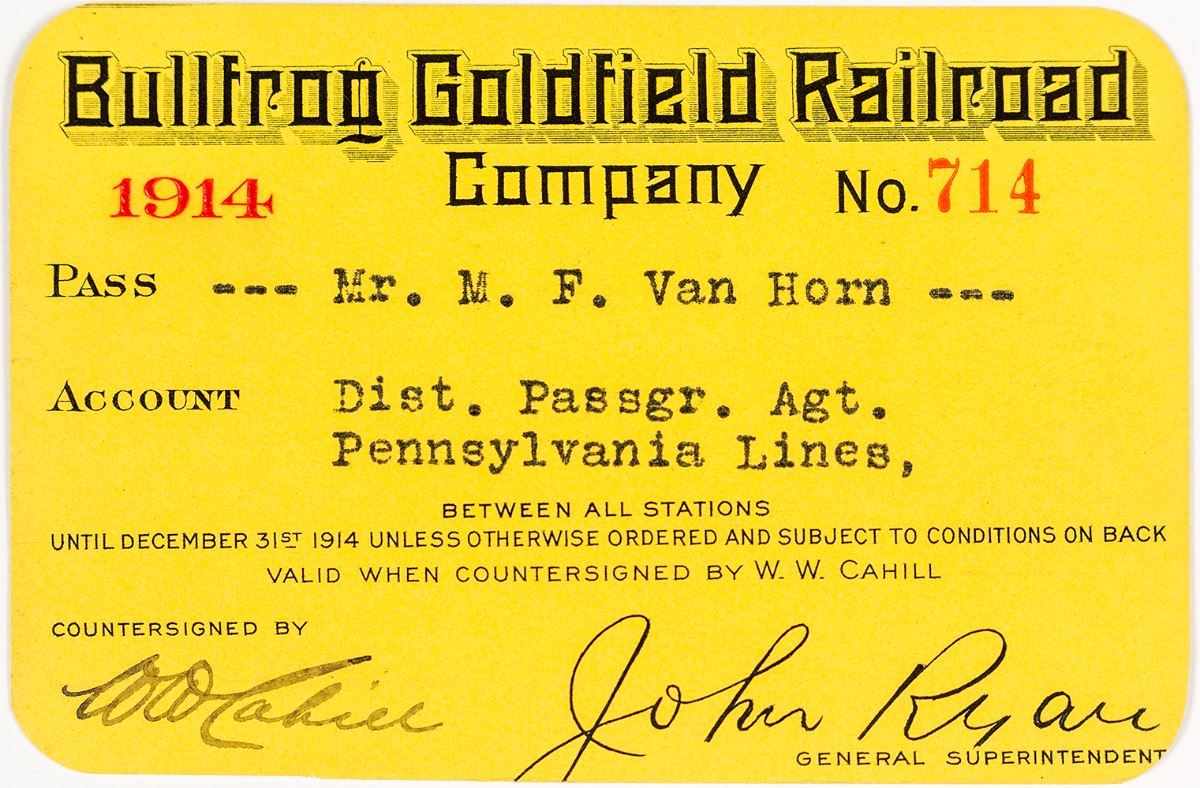 Bullfrog Goldfield Railroad
Company
1914 No. 714
PASS --- Mr. M. F. Van Horn ---
ACCOUNT Dist. Passgr. Agt.
Pennsylvania Lines,
BETWEEN ALL STATIONS
UNTIL DECEMBER 31ST 1914 UNLESS OTHERWISE ORDERED AND SUBJECT TO CONDITIONS ON BACK
VALID WHEN COUNTERSIGNED BY W. W. CAHILL
COUNTERSIGNED BY
WW Cahill John Ryan
GENERAL SUPERINTENDENT